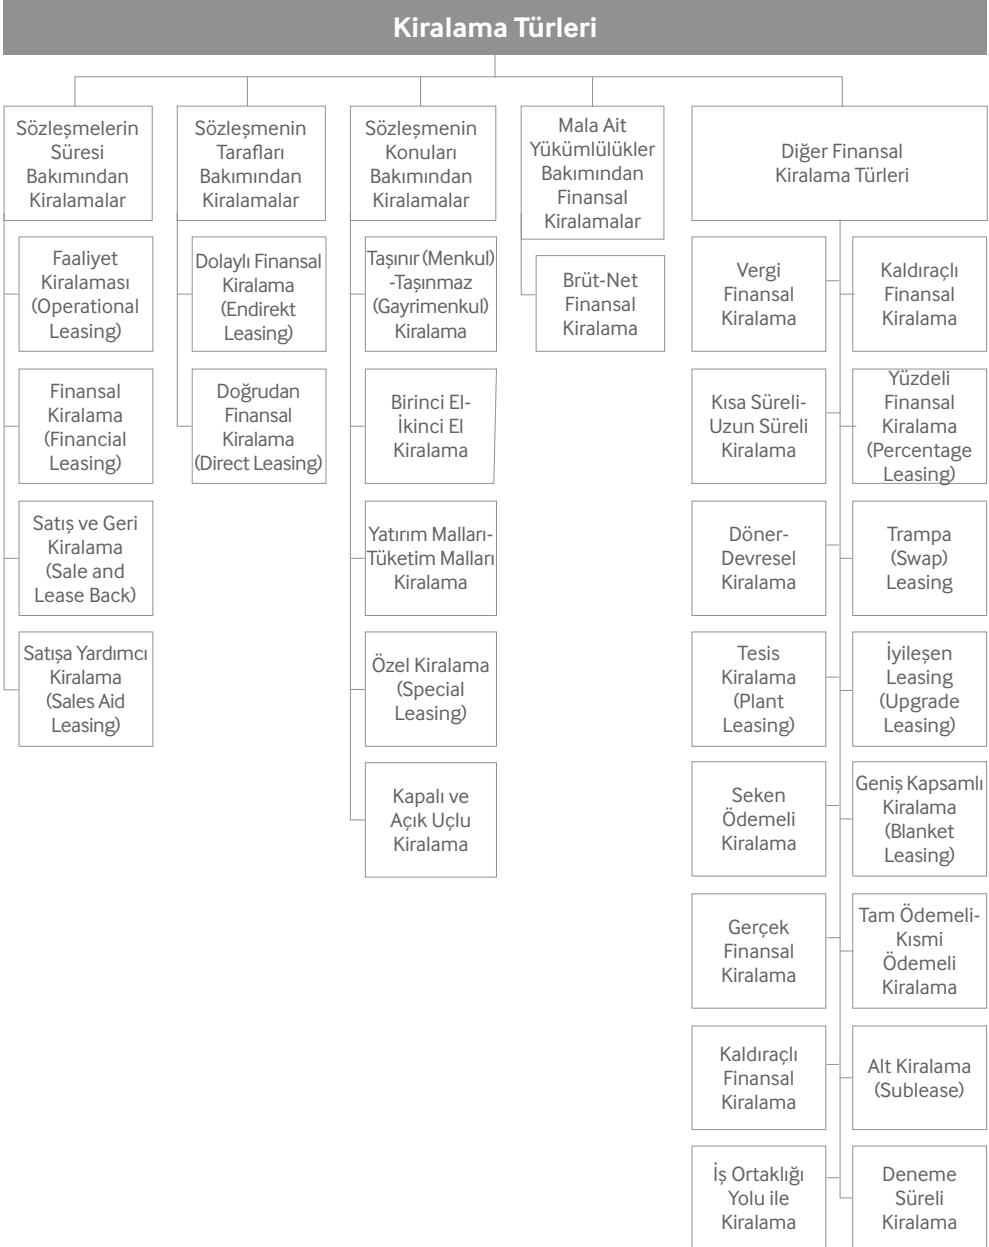 Kiralama Türleri
Sözleşmelerin
Süresi
Bakımından
Kiralamalar
Faaliyet
Kiralaması
(Operational
Leasing)
Finansal
Kiralama
(Financial
Leasing)
Satış ve Geri
Kiralama
(Sale and
Lease Back)
Satışa Yardımcı
Kiralama
(Sales Aid
Leasing)
Sözleşmenin
Tarafları
Bakımından
Kiralamalar
Dolaylı Finansal
Kiralama
(Endirekt
Leasing)
Doğrudan
Finansal
Kiralama
(Direct Leasing)
Sözleşmenin
Konuları
Bakımından
Kiralamalar
Taşınır (Menkul)
-Taşınmaz
(Gayrimenkul)
Kiralama
Birinci El-
İkinci El
Kiralama
Yatırım Malları-
Tüketim Malları
Kiralama
Özel Kiralama
(Special
Leasing)
Kapalı ve
Açık Uçlu
Kiralama
Mala Ait
Yükümlülükler
Bakımından
Finansal
Kiralamalar
Brüt-Net
Finansal
Kiralama
Diğer Finansal
Kiralama Türleri
Vergi
Finansal
Kiralama
Kaldıraçlı
Finansal
Kiralama
Kısa Süreli-
Uzun Süreli
Kiralama
Yüzdeli
Finansal
Kiralama
(Percentage
Leasing)
Döner-
Devresel
Kiralama
Trampa
(Swap)
Leasing
Tesis
Kiralama
(Plant
Leasing)
İyileşen
Leasing
(Upgrade
Leasing)
Seken
Ödemeli
Kiralama
Geniş Kapsamlı
Kiralama
(Blanket
Leasing)
Gerçek
Finansal
Kiralama
Tam Ödemeli-
Kısmi
Ödemeli
Kiralama
Kaldıraçlı
Finansal
Kiralama
Alt Kiralama
(Sublease)
İş Ortaklığı
Yolu ile
Kiralama
Deneme
Süreli
Kiralama